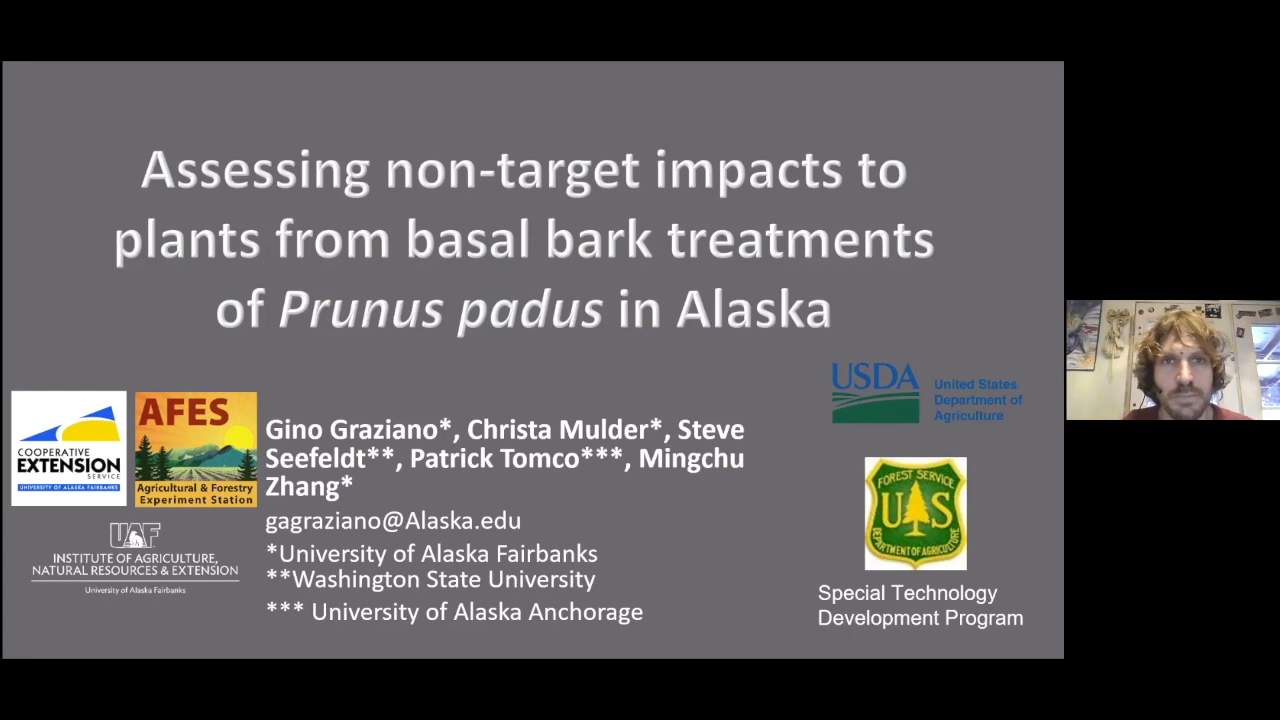 Assessing non-target impacts to
plants from basal bark treatments
of Prunus padus in Alaska
USDA
United States
Department of
Agriculture
COOPERATIVE
EXTENSION
SERVICE
UNIVERSITY OF ALASKA FAIRBANKS
AFES
Agricultural & Forestry
Experiment Station
Gino Graziano*, Christa Mulder*, Steve
Seefeldt**, Patrick Tomco***, Mingchu
Zhang*
gagraziano@Alaska.edu
*University of Alaska Fairbanks
**Washington State University
*** University of Alaska Anchorage
UAF
INSTITUTE OF AGRICULTURE,
NATURAL RESOURCES & EXTENSION
University of Alaska Fairbanks
FOREST SERVICE
U S
DEPARTMENT OF AGRICULTURE
Special Technology
Development Program